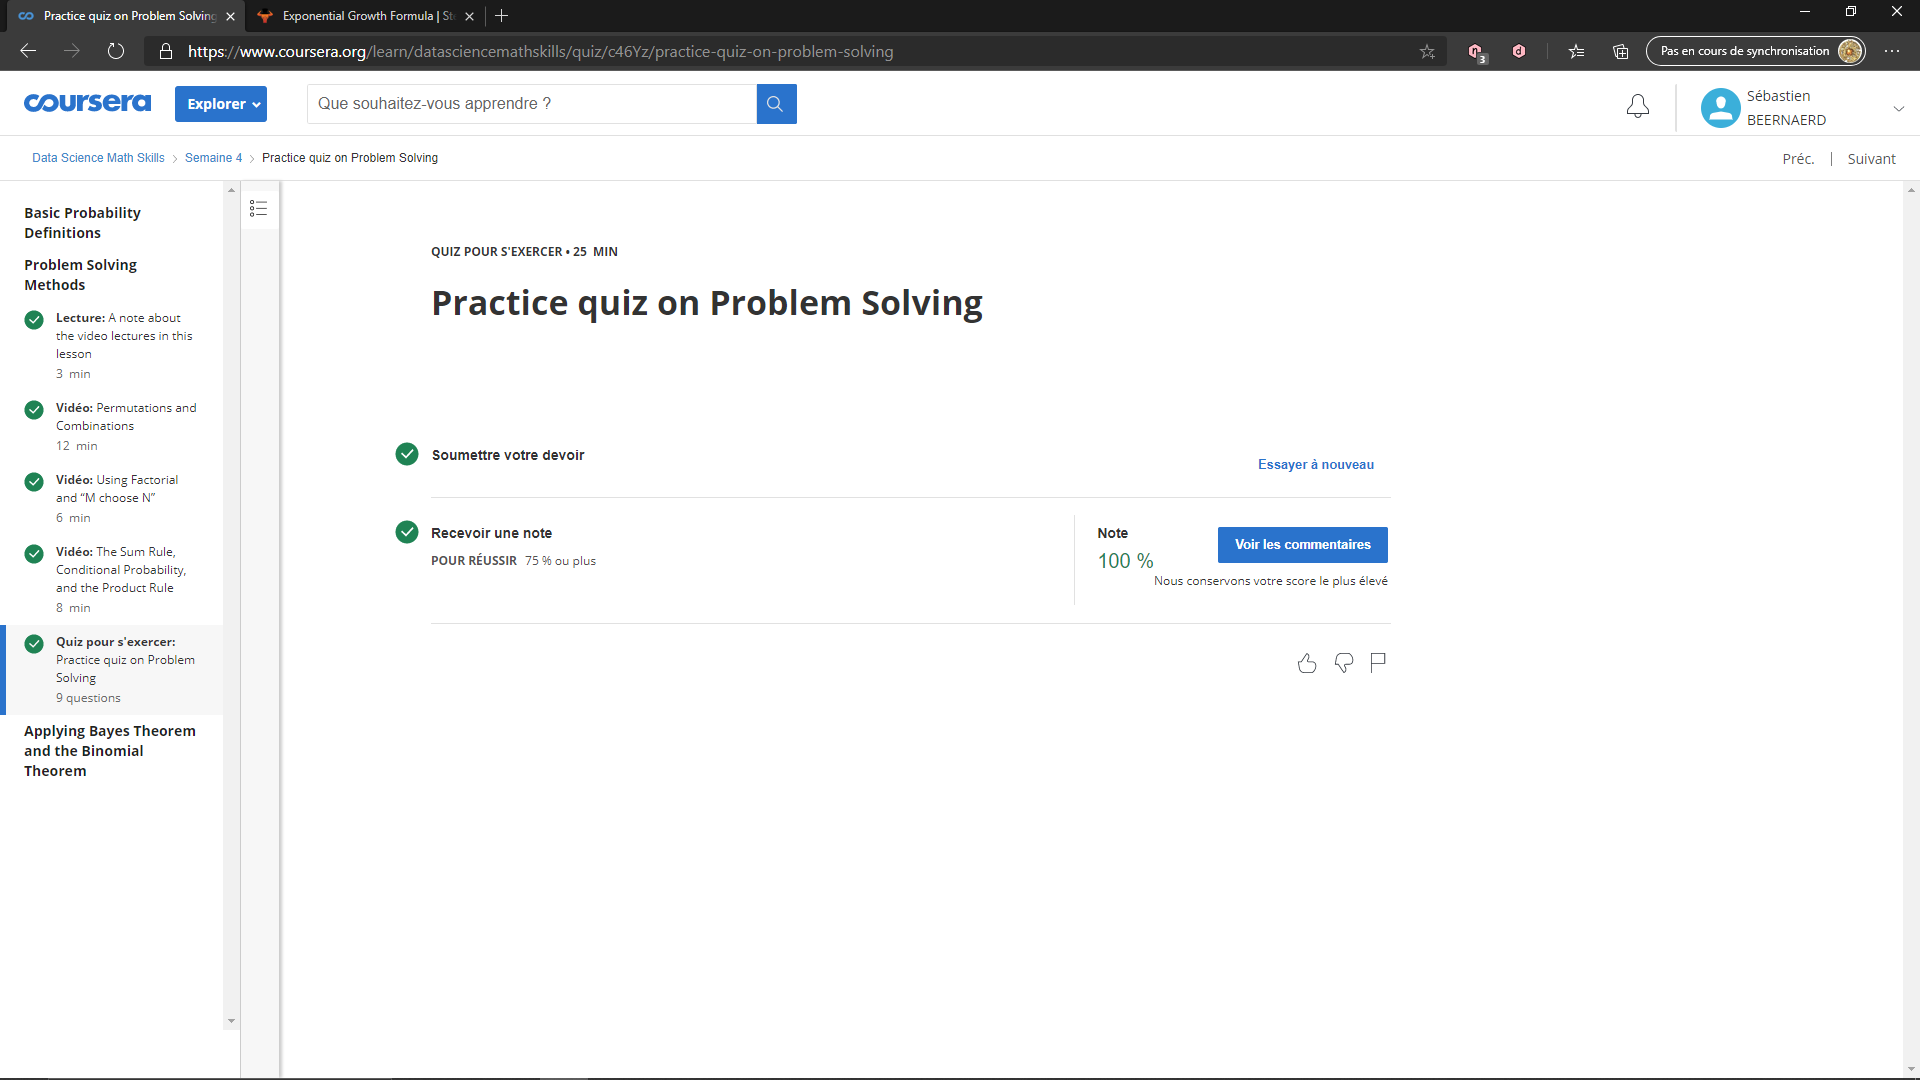 Practice quiz on Problem Solving
Exponential Growth Formula | St
https://www.coursera.org/learn/datasciencemathskills/quiz/c46Yz/practice-quiz-on-problem-solving
3
Pas en cours de synchronisation
coursera
Explorer
Que souhaitez-vous apprendre ?
Sébastien
BEERNAERD
Data Science Math Skills
Semaine 4
Practice quiz on Problem Solving
Préc.
Suivant
Basic Probability
Definitions
Problem Solving
Methods
Lecture: A note about
the video lectures in this
lesson
3 min
Vidéo: Permutations and
Combinations
12 min
Vidéo: Using Factorial
and “M choose N”
6 min
Vidéo: The Sum Rule,
Conditional Probability,
and the Product Rule
8 min
Quiz pour s'exercer:
Practice quiz on Problem
Solving
9 questions
Applying Bayes Theorem
and the Binomial
Theorem
QUIZ POUR S'EXERCER • 25 MIN
Practice quiz on Problem Solving
Soumettre votre devoir
Essayer à nouveau
Recevoir une note
POUR RÉUSSIR 75 % ou plus
Note
100 %
Voir les commentaires
Nous conservons votre score le plus élevé